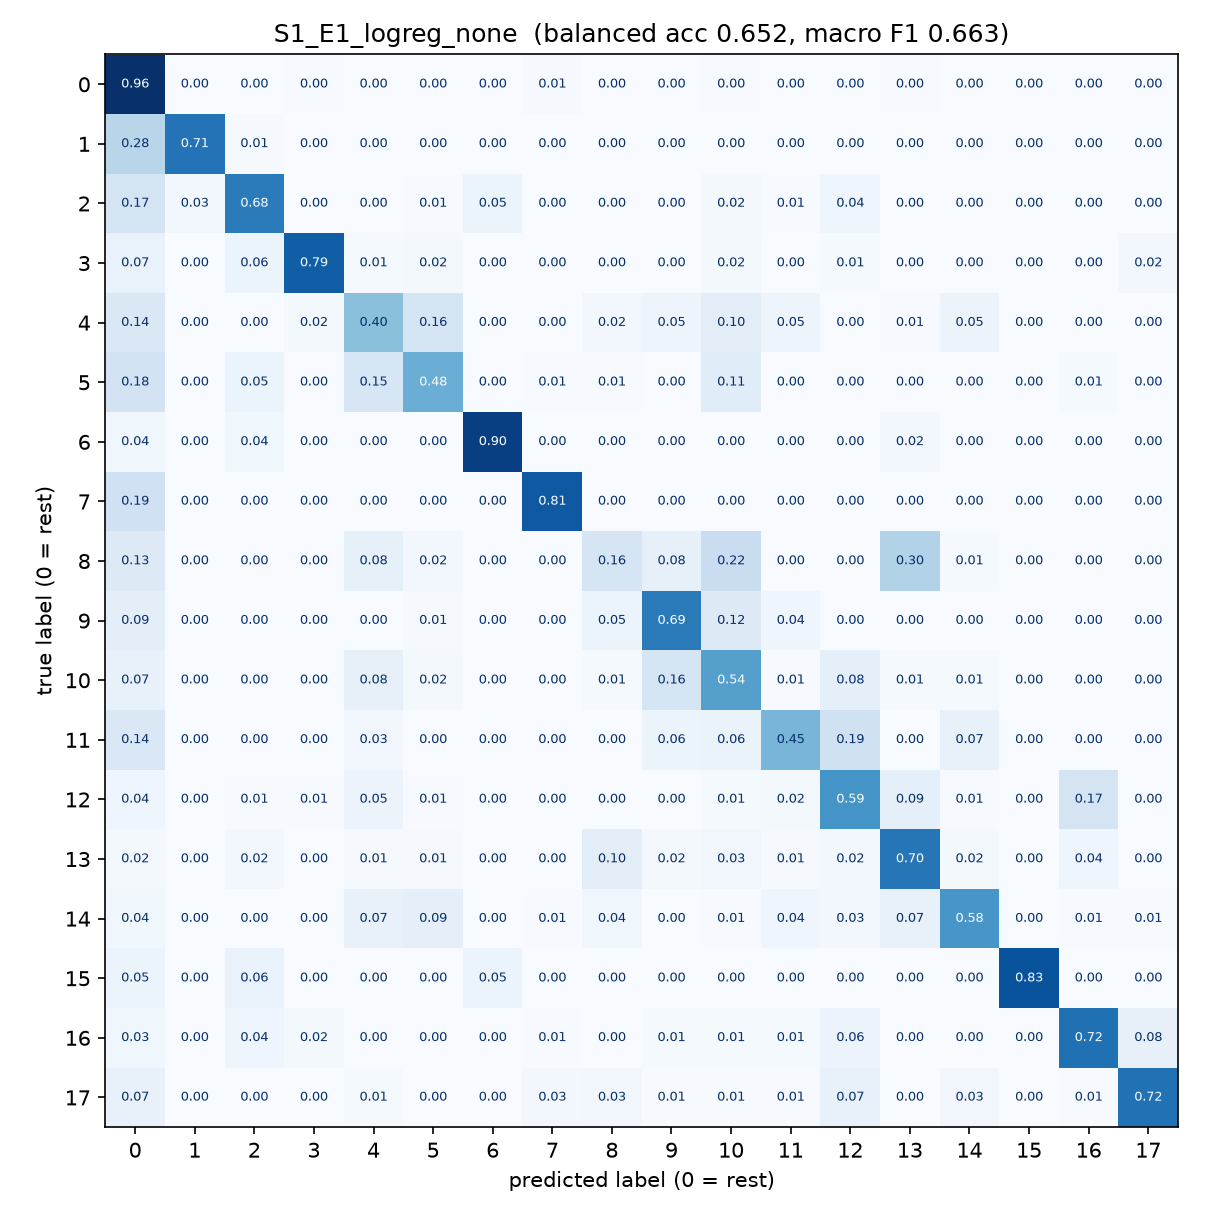 S1_E1_logreg_none  (balanced acc 0.652, macro F1 0.663)
0 0.96 0.00 0.00 0.00 0.00 0.00 0.00 0.01 0.00 0.00 0.00 0.00 0.00 0.00 0.00 0.00 0.00 0.00
1 0.28 0.71 0.01 0.00 0.00 0.00 0.00 0.00 0.00 0.00 0.00 0.00 0.00 0.00 0.00 0.00 0.00 0.00
2 0.17 0.03 0.68 0.00 0.00 0.01 0.05 0.00 0.00 0.00 0.02 0.01 0.04 0.00 0.00 0.00 0.00 0.00
3 0.07 0.00 0.06 0.79 0.01 0.02 0.00 0.00 0.00 0.00 0.02 0.00 0.01 0.00 0.00 0.00 0.00 0.02
4 0.14 0.00 0.00 0.02 0.40 0.16 0.00 0.00 0.02 0.05 0.10 0.05 0.00 0.01 0.05 0.00 0.00 0.00
5 0.18 0.00 0.05 0.00 0.15 0.48 0.00 0.01 0.01 0.00 0.11 0.00 0.00 0.00 0.00 0.00 0.01 0.00
6 0.04 0.00 0.04 0.00 0.00 0.00 0.90 0.00 0.00 0.00 0.00 0.00 0.00 0.02 0.00 0.00 0.00 0.00
7 0.19 0.00 0.00 0.00 0.00 0.00 0.00 0.81 0.00 0.00 0.00 0.00 0.00 0.00 0.00 0.00 0.00 0.00
8 0.13 0.00 0.00 0.00 0.08 0.02 0.00 0.00 0.16 0.08 0.22 0.00 0.00 0.30 0.01 0.00 0.00 0.00
9 0.09 0.00 0.00 0.00 0.00 0.01 0.00 0.00 0.05 0.69 0.12 0.04 0.00 0.00 0.00 0.00 0.00 0.00
10 0.07 0.00 0.00 0.00 0.08 0.02 0.00 0.00 0.01 0.16 0.54 0.01 0.08 0.01 0.01 0.00 0.00 0.00
11 0.14 0.00 0.00 0.00 0.03 0.00 0.00 0.00 0.00 0.06 0.06 0.45 0.19 0.00 0.07 0.00 0.00 0.00
12 0.04 0.00 0.01 0.01 0.05 0.01 0.00 0.00 0.00 0.00 0.01 0.02 0.59 0.09 0.01 0.00 0.17 0.00
13 0.02 0.00 0.02 0.00 0.01 0.01 0.00 0.00 0.10 0.02 0.03 0.01 0.02 0.70 0.02 0.00 0.04 0.00
14 0.04 0.00 0.00 0.00 0.07 0.09 0.00 0.01 0.04 0.00 0.01 0.04 0.03 0.07 0.58 0.00 0.01 0.01
15 0.05 0.00 0.06 0.00 0.00 0.00 0.05 0.00 0.00 0.00 0.00 0.00 0.00 0.00 0.00 0.83 0.00 0.00
16 0.03 0.00 0.04 0.02 0.00 0.00 0.00 0.01 0.00 0.01 0.01 0.01 0.06 0.00 0.00 0.00 0.72 0.08
17 0.07 0.00 0.00 0.00 0.01 0.00 0.00 0.03 0.03 0.01 0.01 0.01 0.07 0.00 0.03 0.00 0.01 0.72
0 1 2 3 4 5 6 7 8 9 10 11 12 13 14 15 16 17
predicted label (0 = rest)
true label (0 = rest)